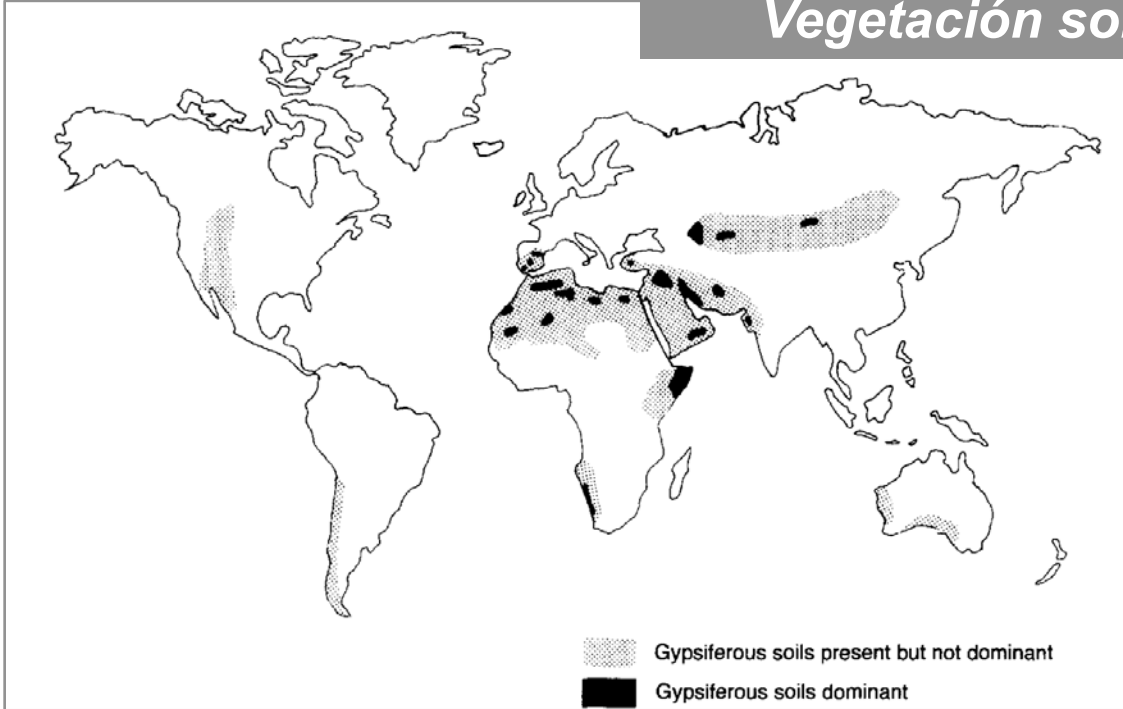 Vegetación so
Gypsiferous soils present but not dominant
Gypsiferous soils dominant